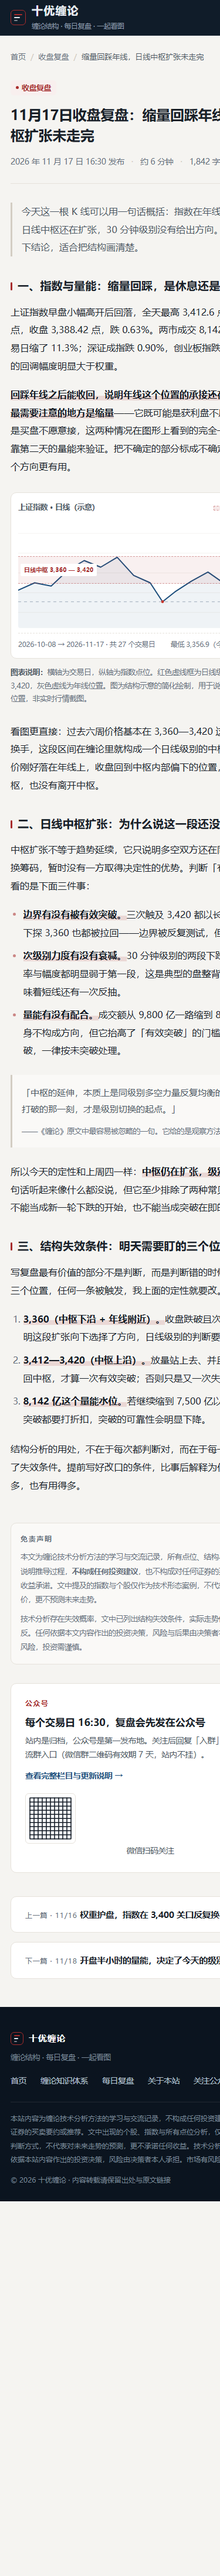 十优缠论
缠论结构 · 每日复盘 · 一起看图
首页 / 收盘复盘 / 缩量回踩年线，日线中枢扩张未走完
• 收盘复盘
11月17日收盘复盘：缩量回踩年线
枢扩张未走完
2026 年 11 月 17 日 16:30 发布 · 约 6 分钟 · 1,842 字
今天这一根 K 线可以用一句话概括：指数在年线
日线中枢还在扩张，30 分钟级别没有给出方向。
下结论，适合把结构画清楚。
一、指数与量能：缩量回踩，是休息还是
上证指数早盘小幅高开后回落，全天最高 3,412.6 点
点，收盘 3,388.42 点，跌 0.63%。两市成交 8,142
易日缩了 11.3%；深证成指跌 0.90%，创业板指跌
的回调幅度明显大于权重。
回踩年线之后能收回，说明年线这个位置的承接还在
最需要注意的地方是缩量——它既可能是获利盘不
是买盘不愿意接，这两种情况在图形上看到的完全一
靠第二天的量能来验证。把不确定的部分标成不确定
个方向更有用。
上证指数 • 日线（示意）
日线中枢 3,360 — 3,420
2026-10-08 → 2026-11-17 · 共 27 个交易日 最低 3,356.9（今
图表说明：横轴为交易日，纵轴为指数点位。红色虚线框为日线
3,420，灰色虚线为年线位置。图为结构示意的简化绘制，用于说
位置，非实时行情截图。
看图更直接：过去六周价格基本在 3,360—3,420 这
换手，这段区间在缠论里就构成一个日线级别的中枢
价刚好落在年线上，收盘回到中枢内部偏下的位置，
枢，也没有离开中枢。
二、日线中枢扩张：为什么说这一段还没
中枢扩张不等于趋势延续，它只说明多空双方还在同
换筹码，暂时没有一方取得决定性的优势。判断「有
看的是下面三件事：
边界有没有被有效突破。三次触及 3,420 都以长
下探 3,360 也都被拉回——边界被反复测试，但
次级别力度有没有衰减。30 分钟级别的两段下跌
率与幅度都明显弱于第一段，这是典型的盘整背
味着短线还有一次反抽。
量能有没有配合。成交额从 9,800 亿一路缩到 8
身不构成方向，但它抬高了「有效突破」的门槛
破，一律按未突破处理。
「中枢的延伸，本质上是同级别多空力量反复均衡的
打破的那一刻，才是级别切换的起点。」
——《缠论》原文中最容易被忽略的一句。它给的是观察方法
所以今天的定性和上周四一样：中枢仍在扩张，级别
句话听起来像什么都没说，但它至少排除了两种常见
不能当成新一轮下跌的开始，也不能当成突破在即的
三、结构失效条件：明天需要盯的三个位
写复盘最有价值的部分不是判断，而是判断错的时候
三个位置，任何一条被触发，我上面的定性就要改。
1. 3,360（中枢下沿 + 年线附近）。收盘跌破且次
明这段扩张向下选择了方向，日线级别的判断要
2. 3,412—3,420（中枢上沿）。放量站上去、并且
回中枢，才算一次有效突破；否则只是又一次失
3. 8,142 亿这个量能水位。若继续缩到 7,500 亿以
突破都要打折扣，突破的可靠性会明显下降。
结构分析的用处，不在于每次都判断对，而在于每一
了失效条件。提前写好改口的条件，比事后解释为什
多，也有用得多。
免责声明
本文为缠论技术分析方法的学习与交流记录，所有点位、结构与
说明推导过程，不构成任何投资建议，也不构成对任何证券的买
收益承诺。文中提及的指数与个股仅作为技术形态案例，不代表
价，更不预测未来走势。
技术分析存在失效概率，文中已列出结构失效条件，实际走势
反。任何依据本文内容作出的投资决策，风险与后果由决策者本
风险，投资需谨慎。
公众号
每个交易日 16:30，复盘会先发在公众号
站内是归档，公众号是第一发布地。关注后回复「入群」
流群入口（微信群二维码有效期 7 天，站内不挂）。
查看完整栏目与更新说明 →
微信扫码关注
上一篇 · 11/16 权重护盘，指数在 3,400 关口反复换
下一篇 · 11/18 开盘半小时的量能，决定了今天的级别
十优缠论
缠论结构 · 每日复盘 · 一起看图
首页 缠论知识体系 每日复盘 关于本站 关注公众
本站内容为缠论技术分析方法的学习与交流记录，不构成任何投资建
证券的买卖要约或推荐。文中出现的个股、指数与所有点位分析，仅
判断方式，不代表对未来走势的预测，更不承诺任何收益。技术分析
依据本站内容作出的投资决策，风险由决策者本人承担。市场有风险
© 2026 十优缠论 · 内容转载请保留出处与原文链接